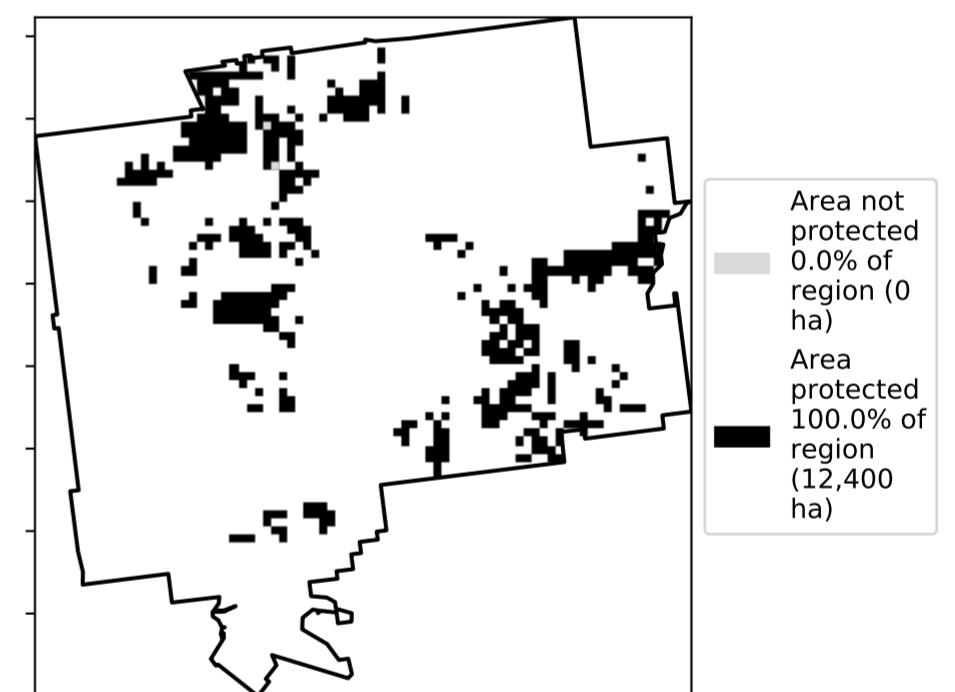 Area not
protected
0.0% of
region (0
ha)
Area
protected
100.0% of
region
(12,400
ha)